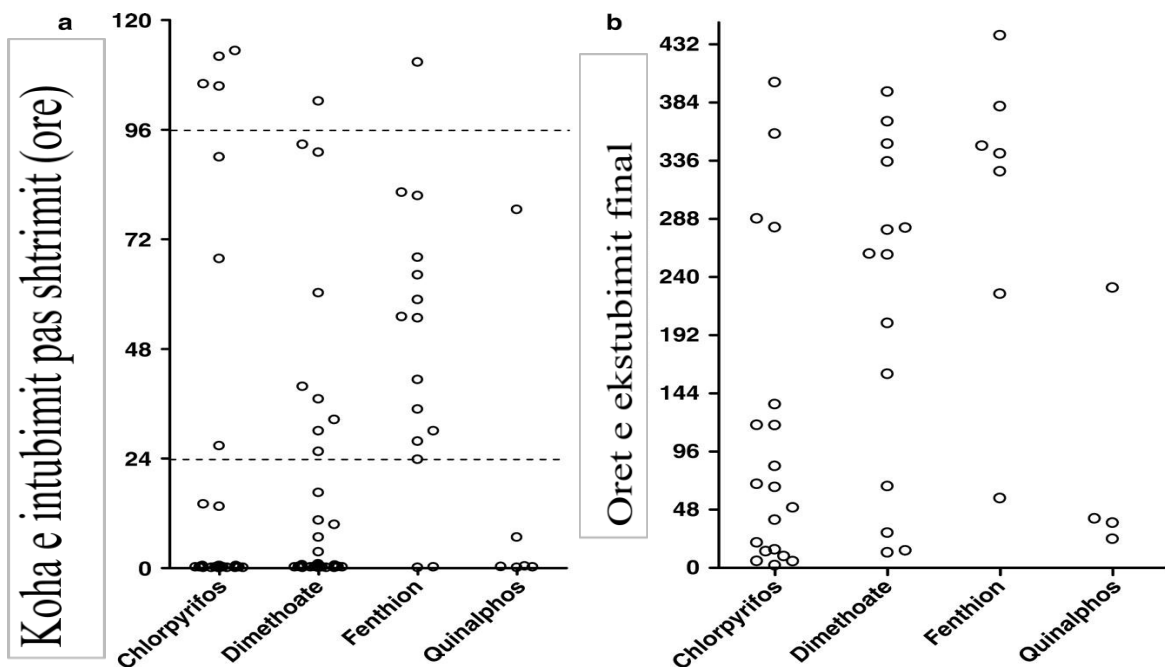 a
Koha e intubimit pas shtrimit (ore)
120
96
72
48
24
0
Chlorpyrifos
Dimethoate
Fenthion
Quinalphos
b
Oret e ekstubimit final
432
384
336
288
240
192
144
96
48
0
Chlorpyrifos
Dimethoate
Fenthion
Quinalphos